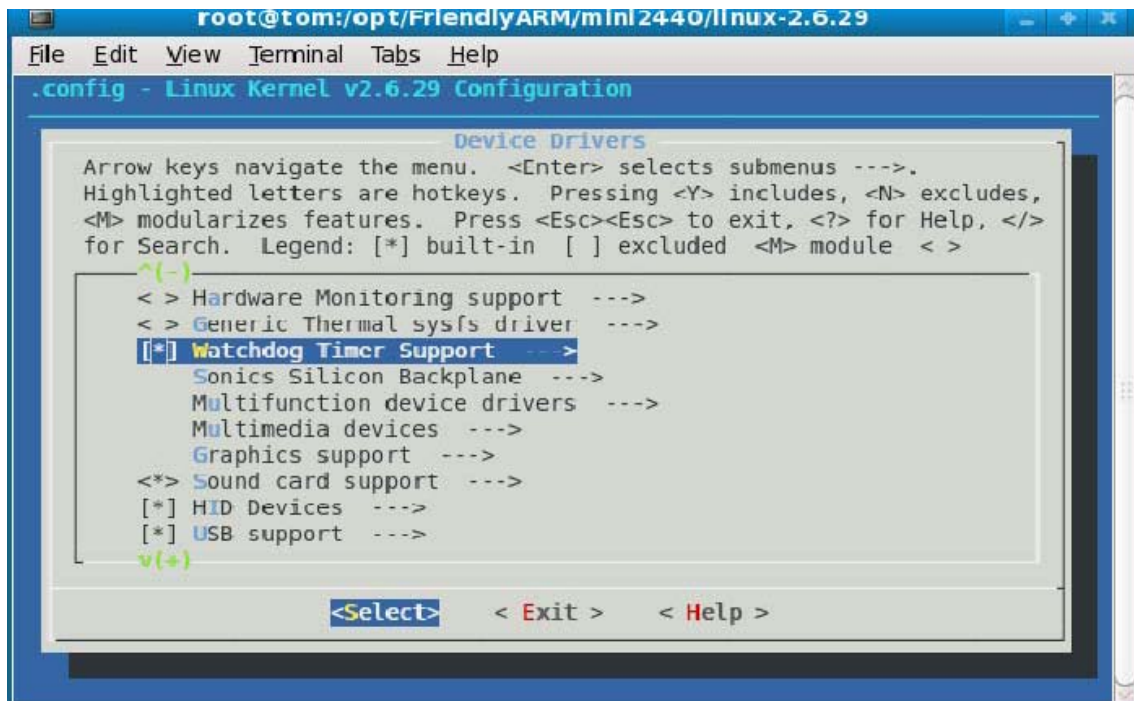 root@tom:/opt/FriendlyARM/mini2440/linux-2.6.29
File Edit View Terminal Tabs Help
.config - Linux Kernel v2.6.29 Configuration
Device Drivers
Arrow keys navigate the menu. <Enter> selects submenus --->.
Highlighted letters are hotkeys. Pressing <Y> includes, <N> excludes,
<M> modularizes features. Press <Esc><Esc> to exit, <?> for Help, </>
for Search. Legend: [*] built-in [ ] excluded <M> module < >
^(-)
< > Hardware Monitoring support --->
< > Generic Thermal sysfs driver --->
[*] Watchdog Timer Support --->
Sonics Silicon Backplane --->
Multifunction device drivers --->
Multimedia devices --->
Graphics support --->
<*> Sound card support --->
[*] HID Devices --->
[*] USB support --->
v(+)
<Select> < Exit > < Help >